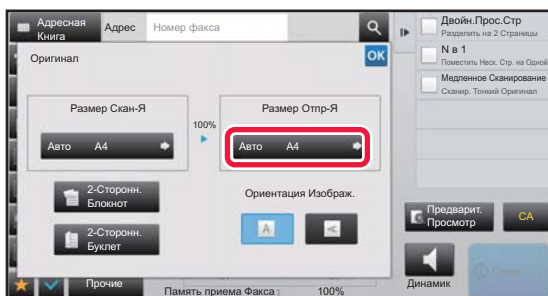 Адресная
Книга
Адрес
Номер факса
Двойн.Прос.Стр
Разделить на 2 Страницы
N в 1
Поместить Неск. Стр. на Одной
Медленное Сканирование
Сканир. Тонкий Оригинал
Оригинал
OK
Размер Скан-Я
100%
Размер Отпр-Я
Авто A4
Авто A4
2-Сторонн.
Блокнот
Ориентация Изображ.
2-Сторонн.
Буклет
Предварит.
Просмотр
CA
Прочие
Память приема Факса : 100%
Динамик
Старт